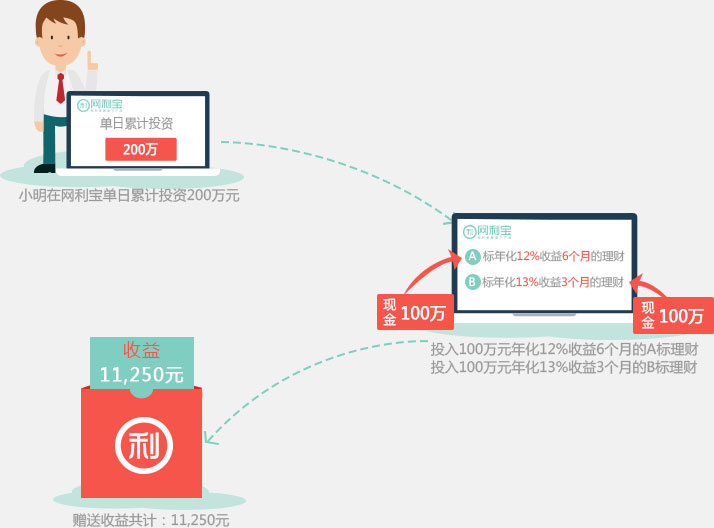 利 网利宝
单日累计投资
200万
小明在网利宝单日累计投资200万元
利 网利宝
A 标年化12%收益6个月的理财
B 标年化13%收益3个月的理财
现金 100万
现金 100万
投入100万元年化12%收益6个月的A标理财
投入100万元年化13%收益3个月的B标理财
收益
11,250元
利
赠送收益共计：11,250元